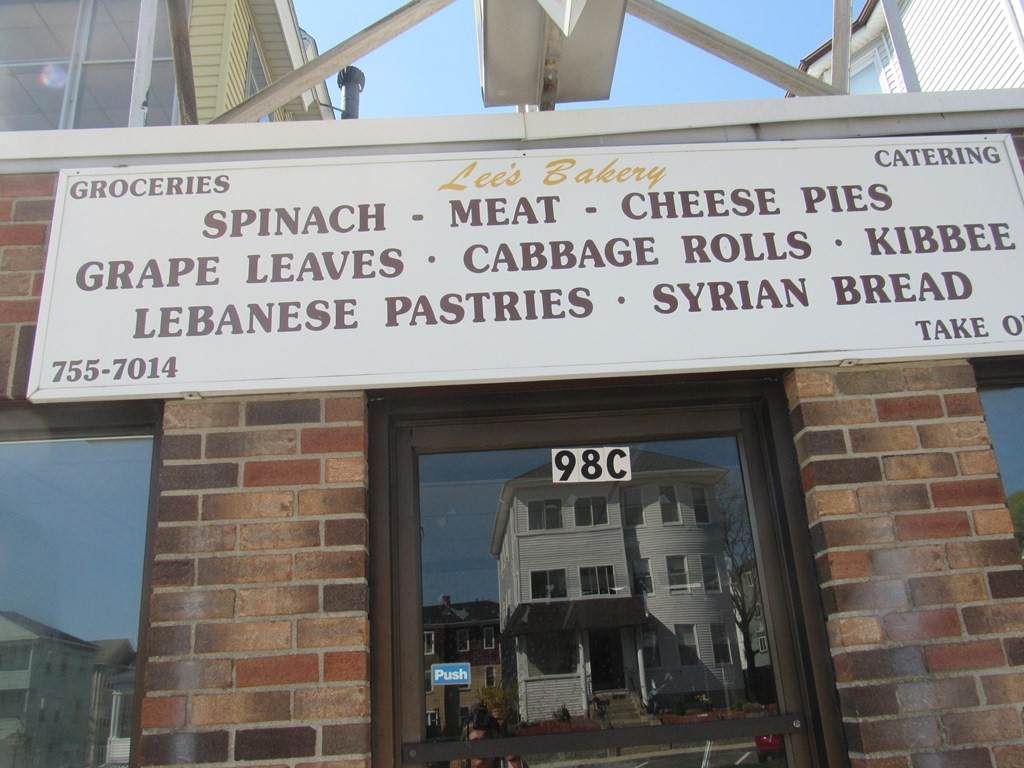 GROCERIES
Lee's Bakery
CATERING
SPINACH - MEAT - CHEESE PIES
GRAPE LEAVES · CABBAGE ROLLS · KIBBEE
LEBANESE PASTRIES · SYRIAN BREAD
755-7014
TAKE O
98C
Push